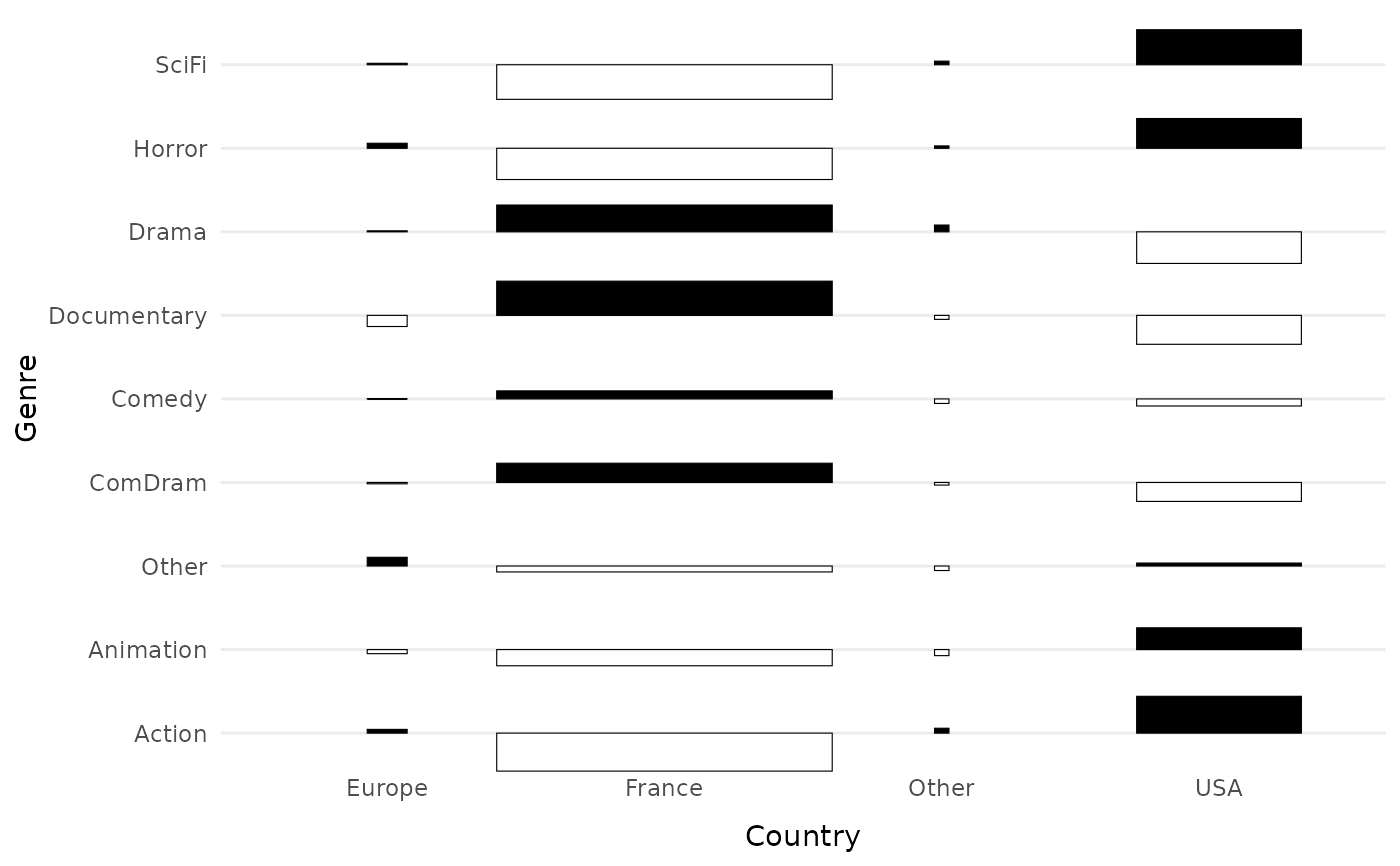 SciFi
Horror
Drama
Documentary
Comedy
ComDram
Other
Animation
Action
Genre
Europe France Other USA
Country